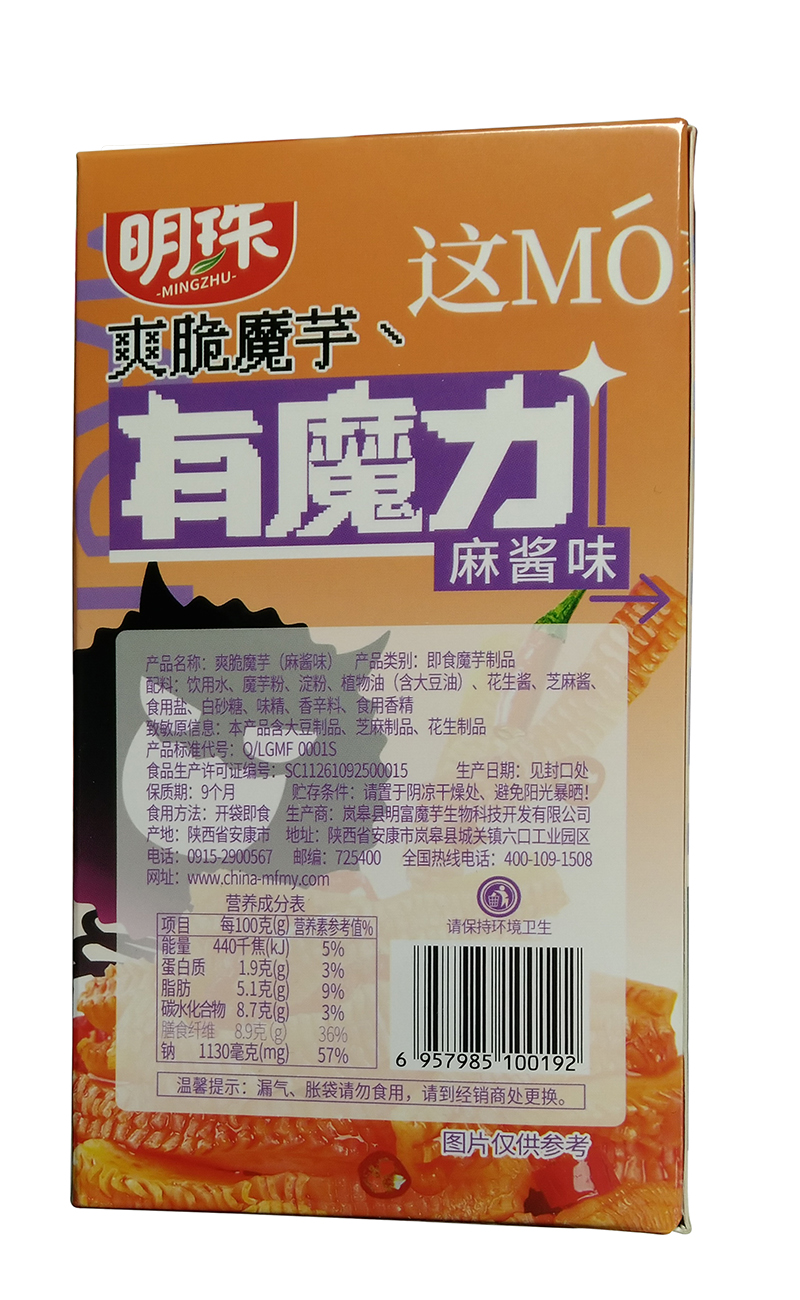 明珠
-MINGZHU-
这MÓ
爽脆魔芋、
有魔力
麻酱味
产品名称：爽脆魔芋（麻酱味） 产品类别：即食魔芋制品
配料：饮用水、魔芋粉、淀粉、植物油（含大豆油）、花生酱、芝麻酱、
食用盐、白砂糖、味精、香辛料、食用香精
致敏原信息：本产品含大豆制品、芝麻制品、花生制品
产品标准代号：Q/LGMF 0001S
食品生产许可证编号：SC11261092500015 生产日期：见封口处
保质期：9个月 贮存条件：请置于阴凉干燥处、避免阳光暴晒！
食用方法：开袋即食 生产商：岚皋县明富魔芋生物科技开发有限公司
产地：陕西省安康市 地址：陕西省安康市岚皋县城关镇六口工业园区
电话：0915-2900567 邮编：725400 全国热线电话：400-109-1508
网址：www.china-mfmy.com
营养成分表
项目 每100克(g) 营养素参考值%
能量 440千焦(kJ) 5%
蛋白质 1.9克(g) 3%
脂肪 5.1克(g) 9%
碳水化合物 8.7克(g) 3%
膳食纤维 8.9克(g) 36%
钠 1130毫克(mg) 57%
请保持环境卫生
6 957985 100192
温馨提示：漏气、胀袋请勿食用，请到经销商处更换。
图片仅供参考